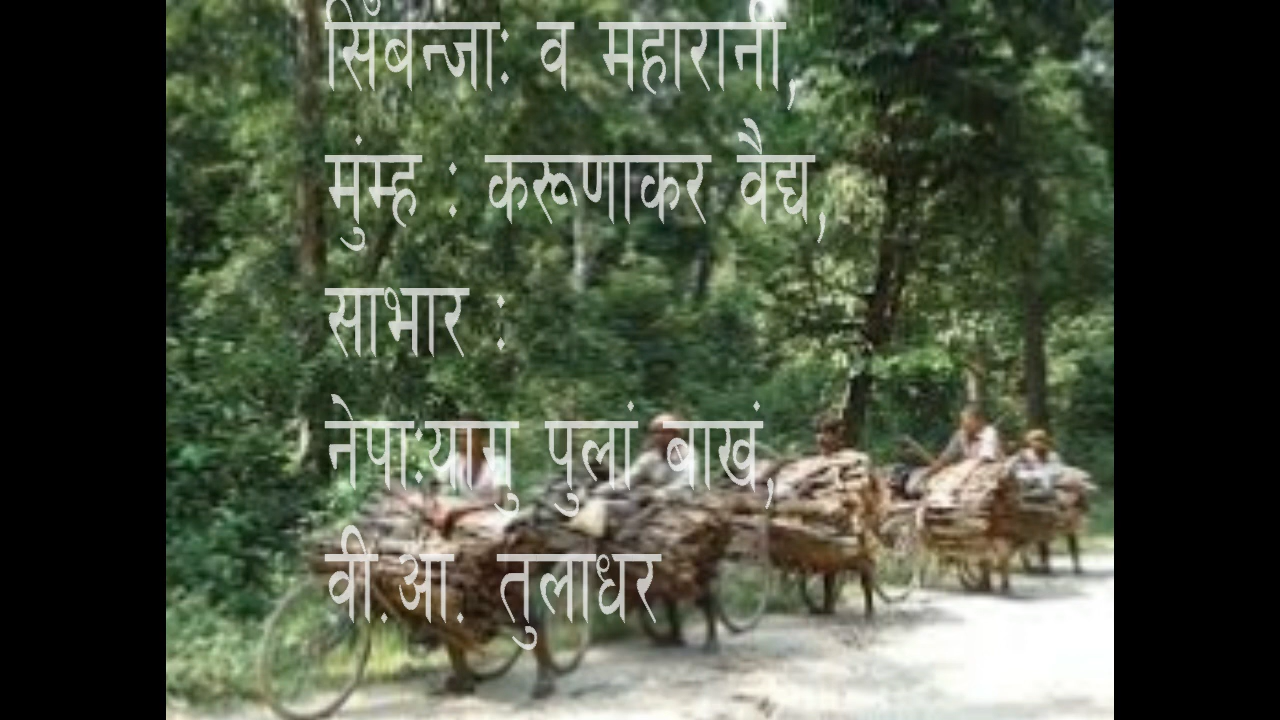 सिँबन्जाः व महारानी,
मुंम्ह : करूणाकर वैद्य,
साभार :
नेपाःयागु पुलां बाखं,
वी.आ. तुलाधर